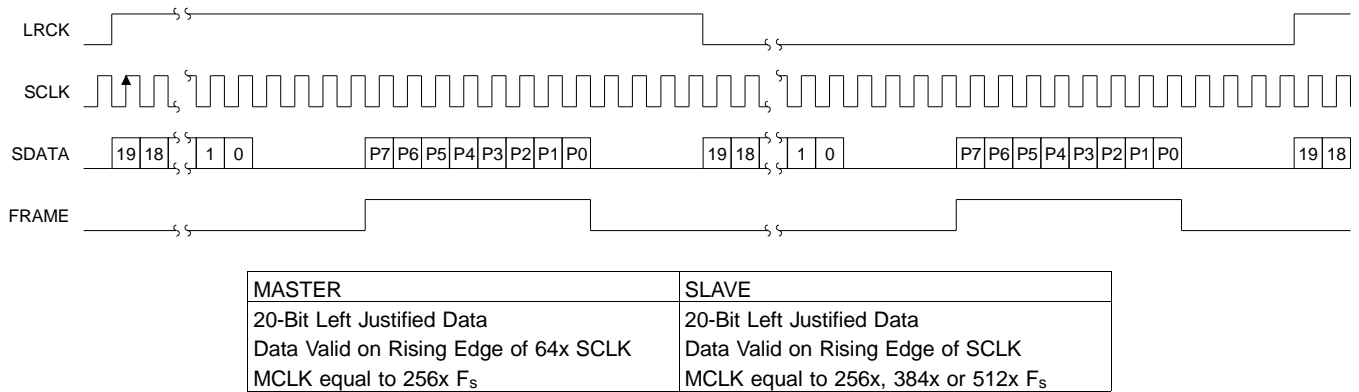 LRCK
SCLK
SDATA 19 18 1 0 P7 P6 P5 P4 P3 P2 P1 P0 19 18 1 0 P7 P6 P5 P4 P3 P2 P1 P0 19 18
FRAME
MASTER SLAVE
20-Bit Left Justified Data 20-Bit Left Justified Data
Data Valid on Rising Edge of 64x SCLK Data Valid on Rising Edge of SCLK
MCLK equal to 256x Fs MCLK equal to 256x, 384x or 512x Fs